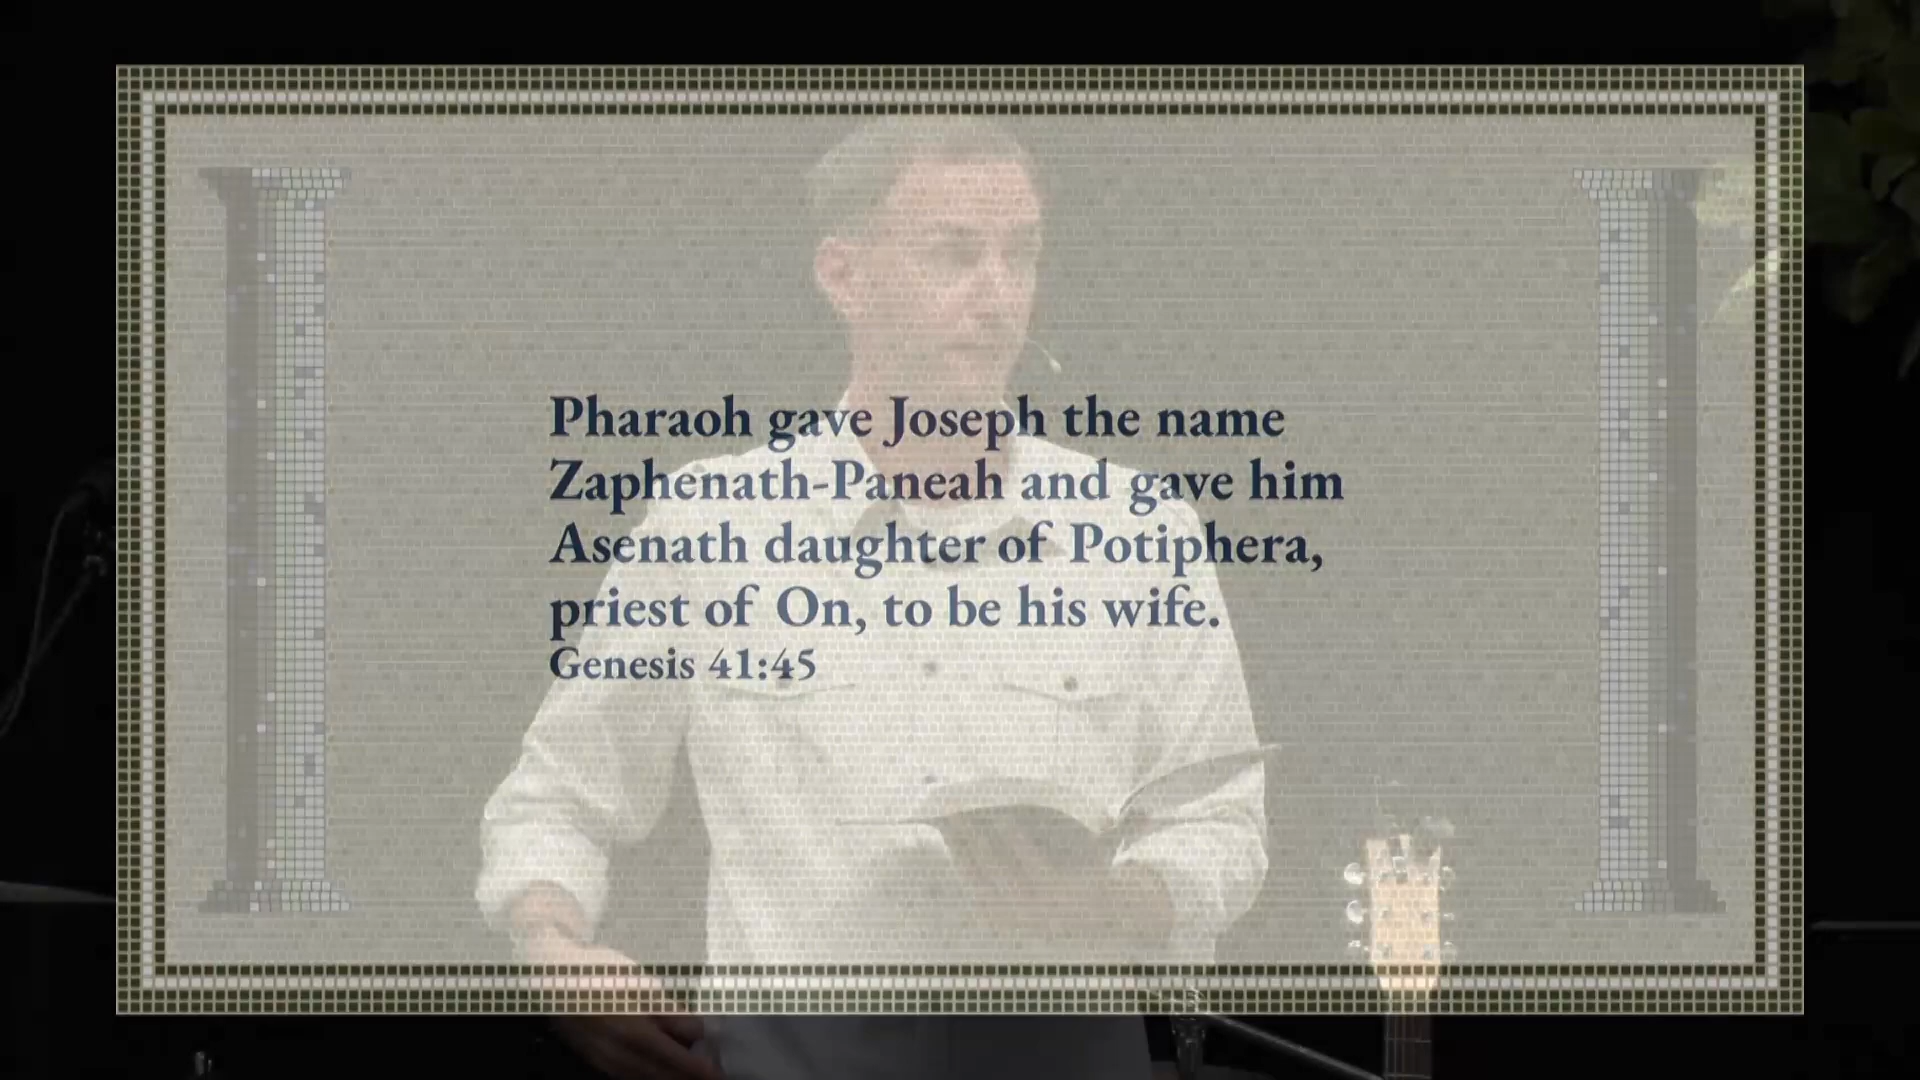 Pharaoh gave Joseph the name
Zaphenath-Paneah and gave him
Asenath daughter of Potiphera,
priest of On, to be his wife.
Genesis 41:45